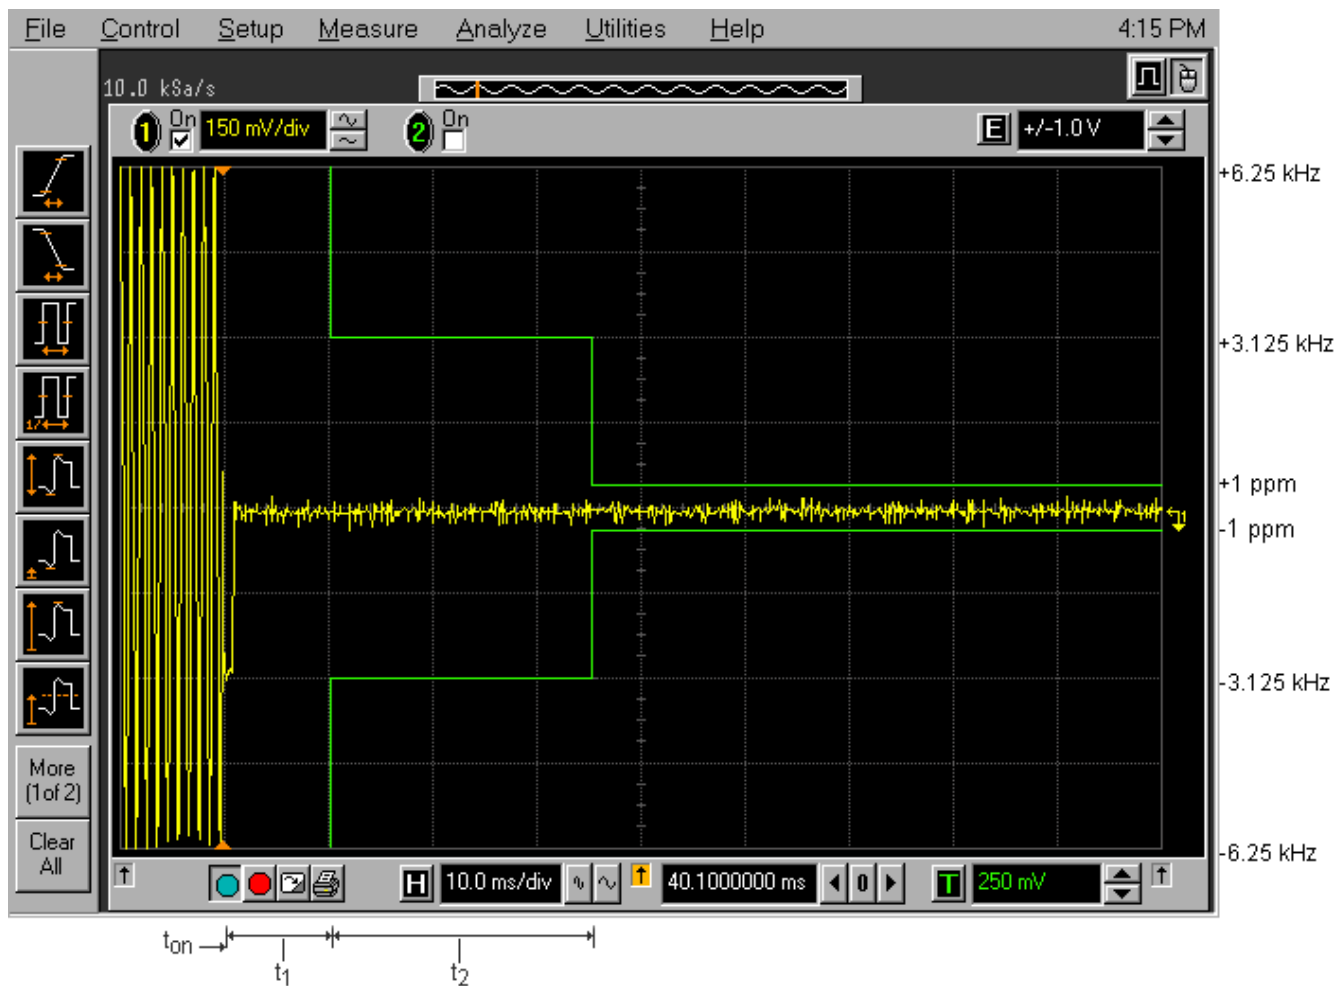 File Control Setup Measure Analyze Utilities Help 4:15 PM
10.0 kSa/s
1 On 150 mV/div 2 On E +/-1.0 V
+6.25 kHz
+3.125 kHz
+1 ppm
-1 ppm
-3.125 kHz
-6.25 kHz
1/
More
(1of 2)
Clear
All
H 10.0 ms/div 40.1000000 ms 0 T 250 mV
ton
t1
t2